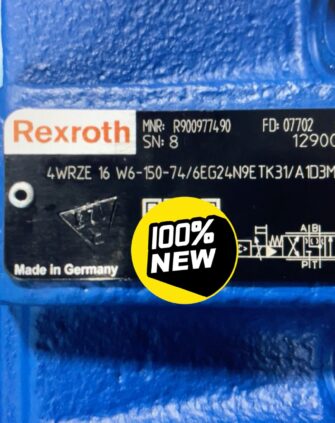 Rexroth
MNR: R900977490 FD: 07702
SN: 8 12900
4WRZE 16 W6-150-74/6EG24N9ETK31/A1D3M
100%
NEW
A B
P T
Made in Germany